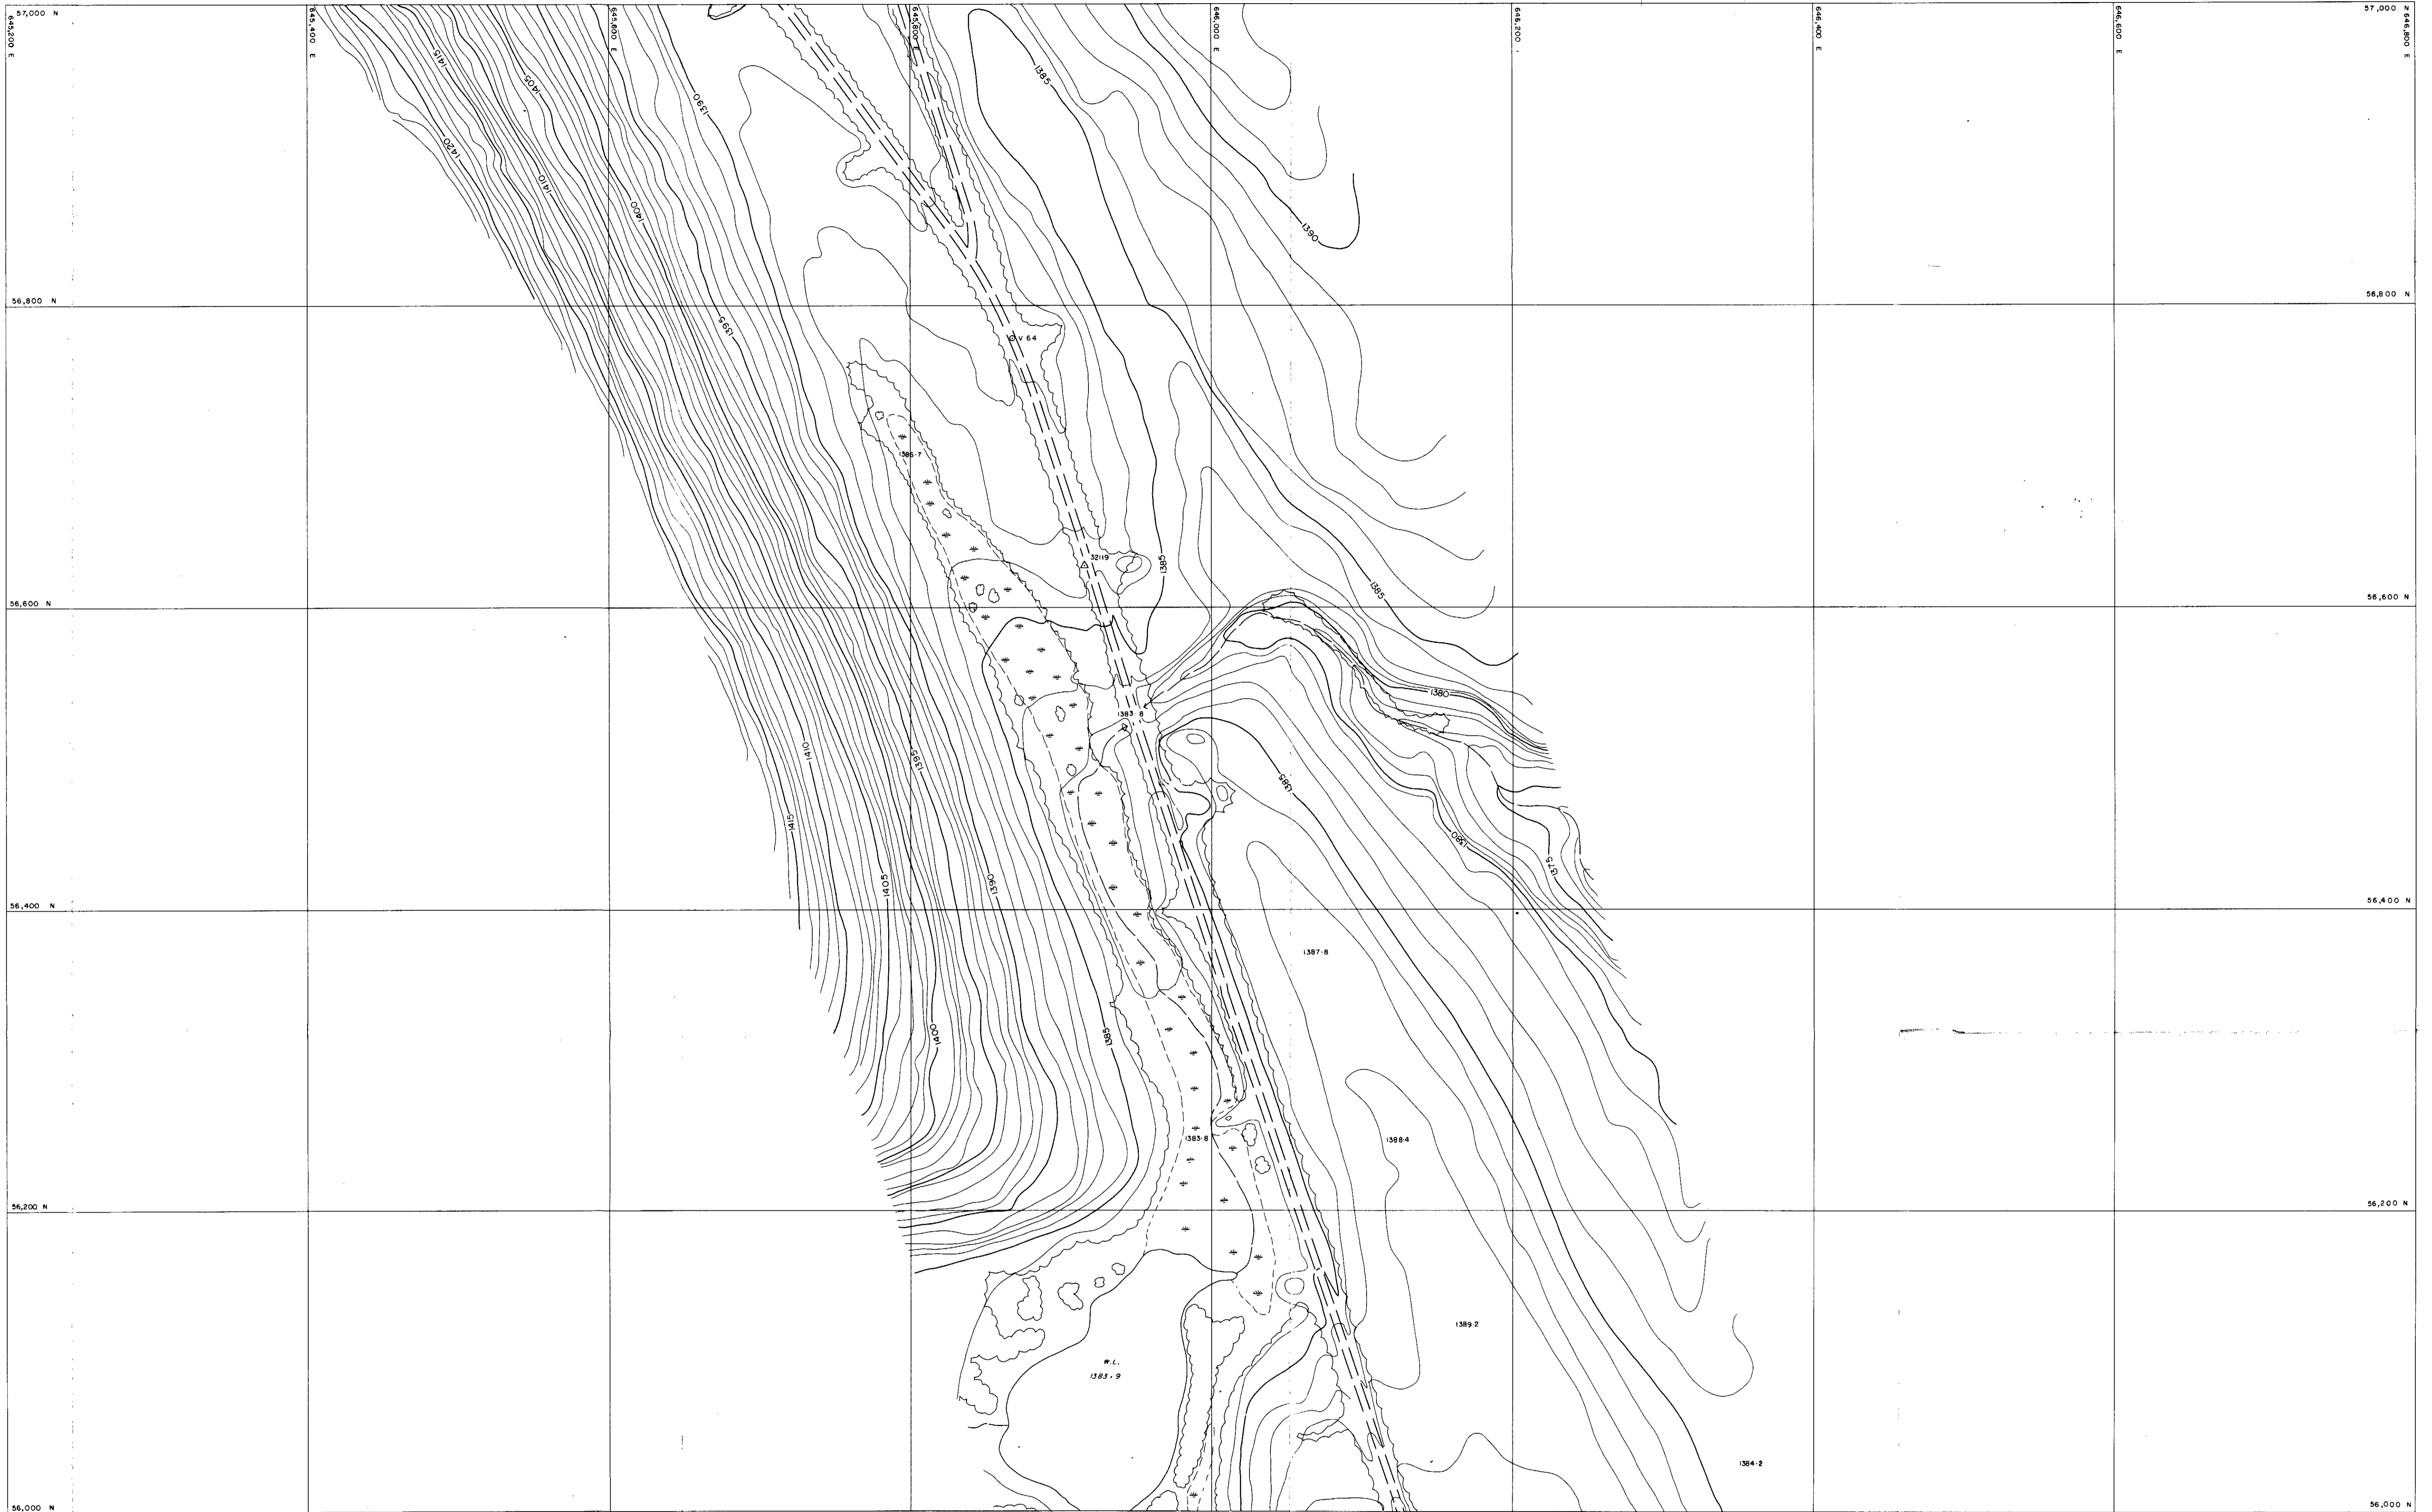 57,000 N
645,200 E
645,400 E
645,600 E
645,800 E
646,000 E
646,200
646,400 E
646,600 E
57,000 N
646,800 E
1415
1405
1390
1385
1420
1410
1400
1390
56,800 N
56,800 N
1395
V 64
1386.7
32119
1385
1385
56,600 N
56,600 N
1380
1383.8
1410
1395
1385
1415
1380
1375
1405
1390
56,400 N
56,400 N
1387.8
1400
1385
1383.8
1388.4
56,200 N
56,200 N
1389.2
W.L.
1383.9
1384.2
56,000 N
56,000 N